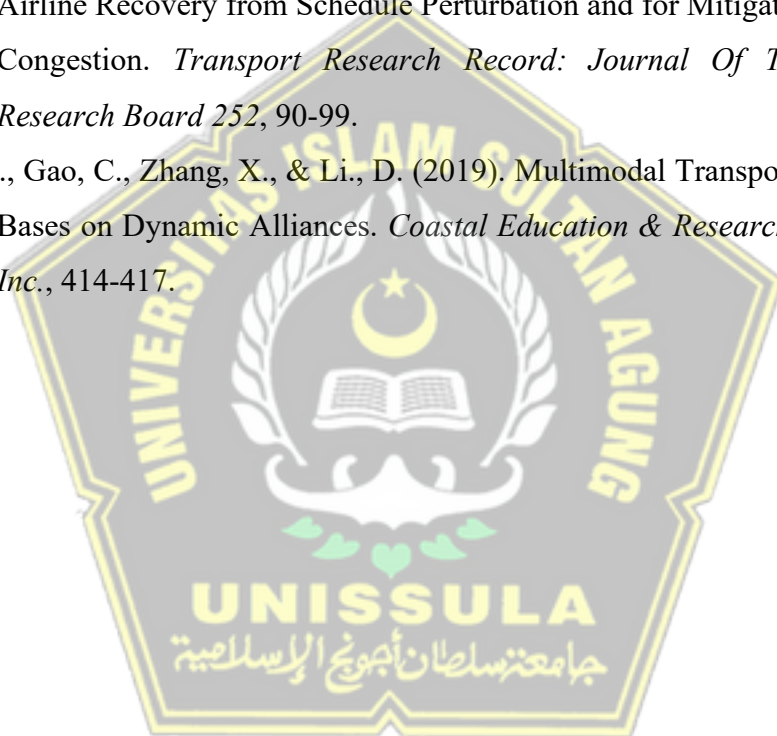 Airline Recovery from Schedule Perturbation and for Mitigat
Congestion. Transport Research Record: Journal Of T
Research Board 252, 90-99.
., Gao, C., Zhang, X., & Li., D. (2019). Multimodal Transpo
Bases on Dynamic Alliances. Coastal Education & Researc
Inc., 414-417.
UNIVERSITAS ISLAM SULTAN AGUNG
UNISSULA
جامعتنسلطان أجونج الإسلامية